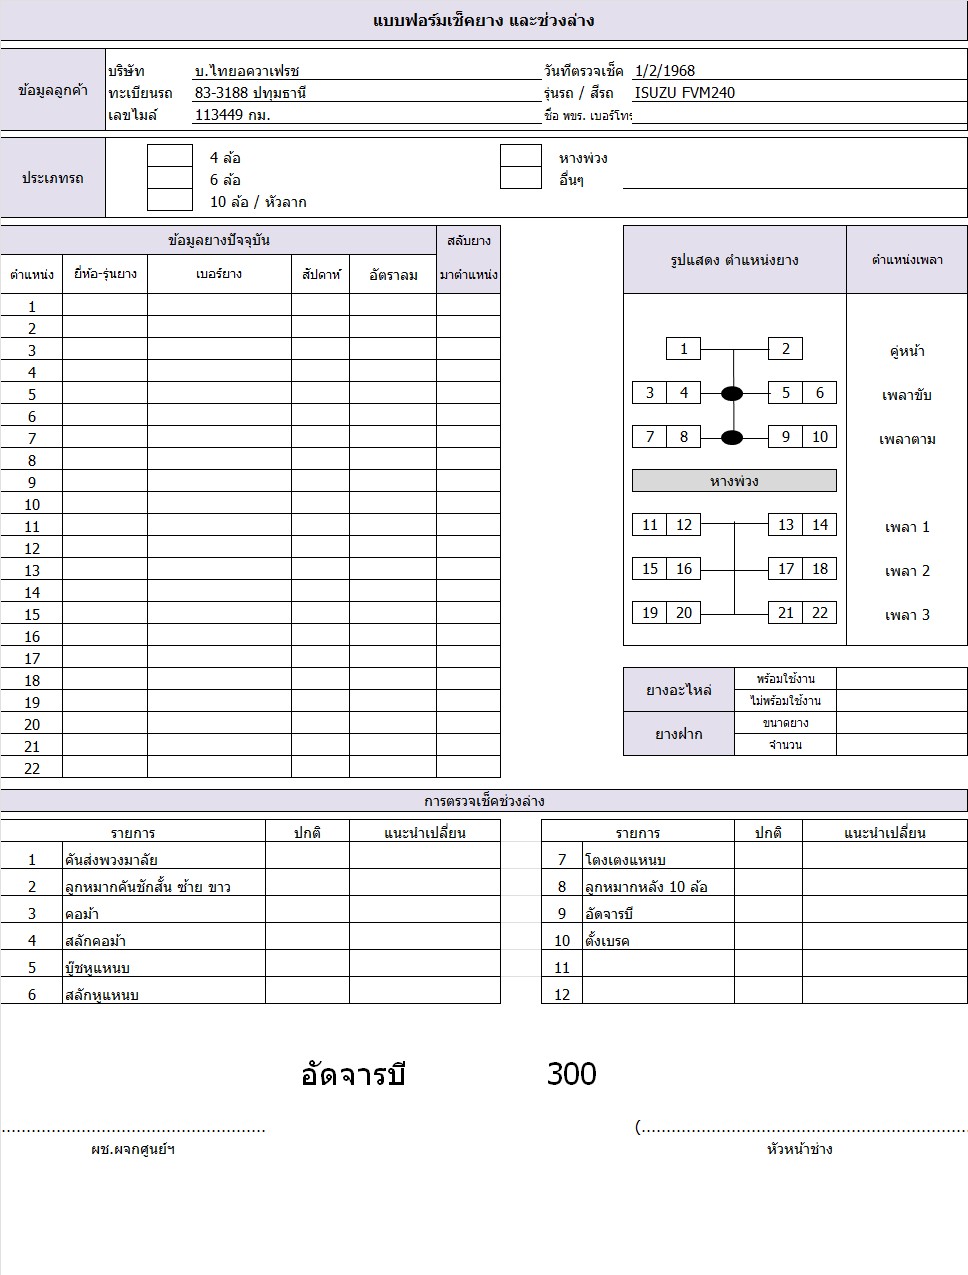 แบบฟอร์มเช็คยาง และช่วงล่าง
ข้อมูลลูกค้า
บริษัท บ.ไทยอควาเฟรช วันที่ตรวจเช็ค 1/2/1968
ทะเบียนรถ 83-3188 ปทุมธานี รุ่นรถ / สีรถ ISUZU FVM240
เลขไมล์ 113449 กม. ชื่อ พขร. เบอร์โทร
ประเภทรถ
4 ล้อ หางพ่วง
6 ล้อ อื่นๆ
10 ล้อ / หัวลาก
ข้อมูลยางปัจจุบัน สลับยาง
ตำแหน่ง ยี่ห้อ-รุ่นยาง เบอร์ยาง สัปดาห์ อัตราลม มาตำแหน่ง
1
2
3
4
5
6
7
8
9
10
11
12
13
14
15
16
17
18
19
20
21
22
รูปแสดง ตำแหน่งยาง ตำแหน่งเพลา
1 2 คู่หน้า
3 4 5 6 เพลาขับ
7 8 9 10 เพลาตาม
หางพ่วง
11 12 13 14 เพลา 1
15 16 17 18 เพลา 2
19 20 21 22 เพลา 3
ยางอะไหล่ พร้อมใช้งาน
ไม่พร้อมใช้งาน
ยางฝาก ขนาดยาง
จำนวน
การตรวจเช็คช่วงล่าง
รายการ ปกติ แนะนำเปลี่ยน รายการ ปกติ แนะนำเปลี่ยน
1 คันส่งพวงมาลัย 7 โตงเตงแหนบ
2 ลูกหมากคันชักสั้น ซ้าย ขาว 8 ลูกหมากหลัง 10 ล้อ
3 คอม้า 9 อัดจารบี
4 สลักคอม้า 10 ตั้งเบรค
5 บู๊ชหูแหนบ 11
6 สลักหูแหนบ 12
อัดจารบี 300
..................................................... (.................................................................
ผช.ผจกศูนย์ฯ หัวหน้าช่าง